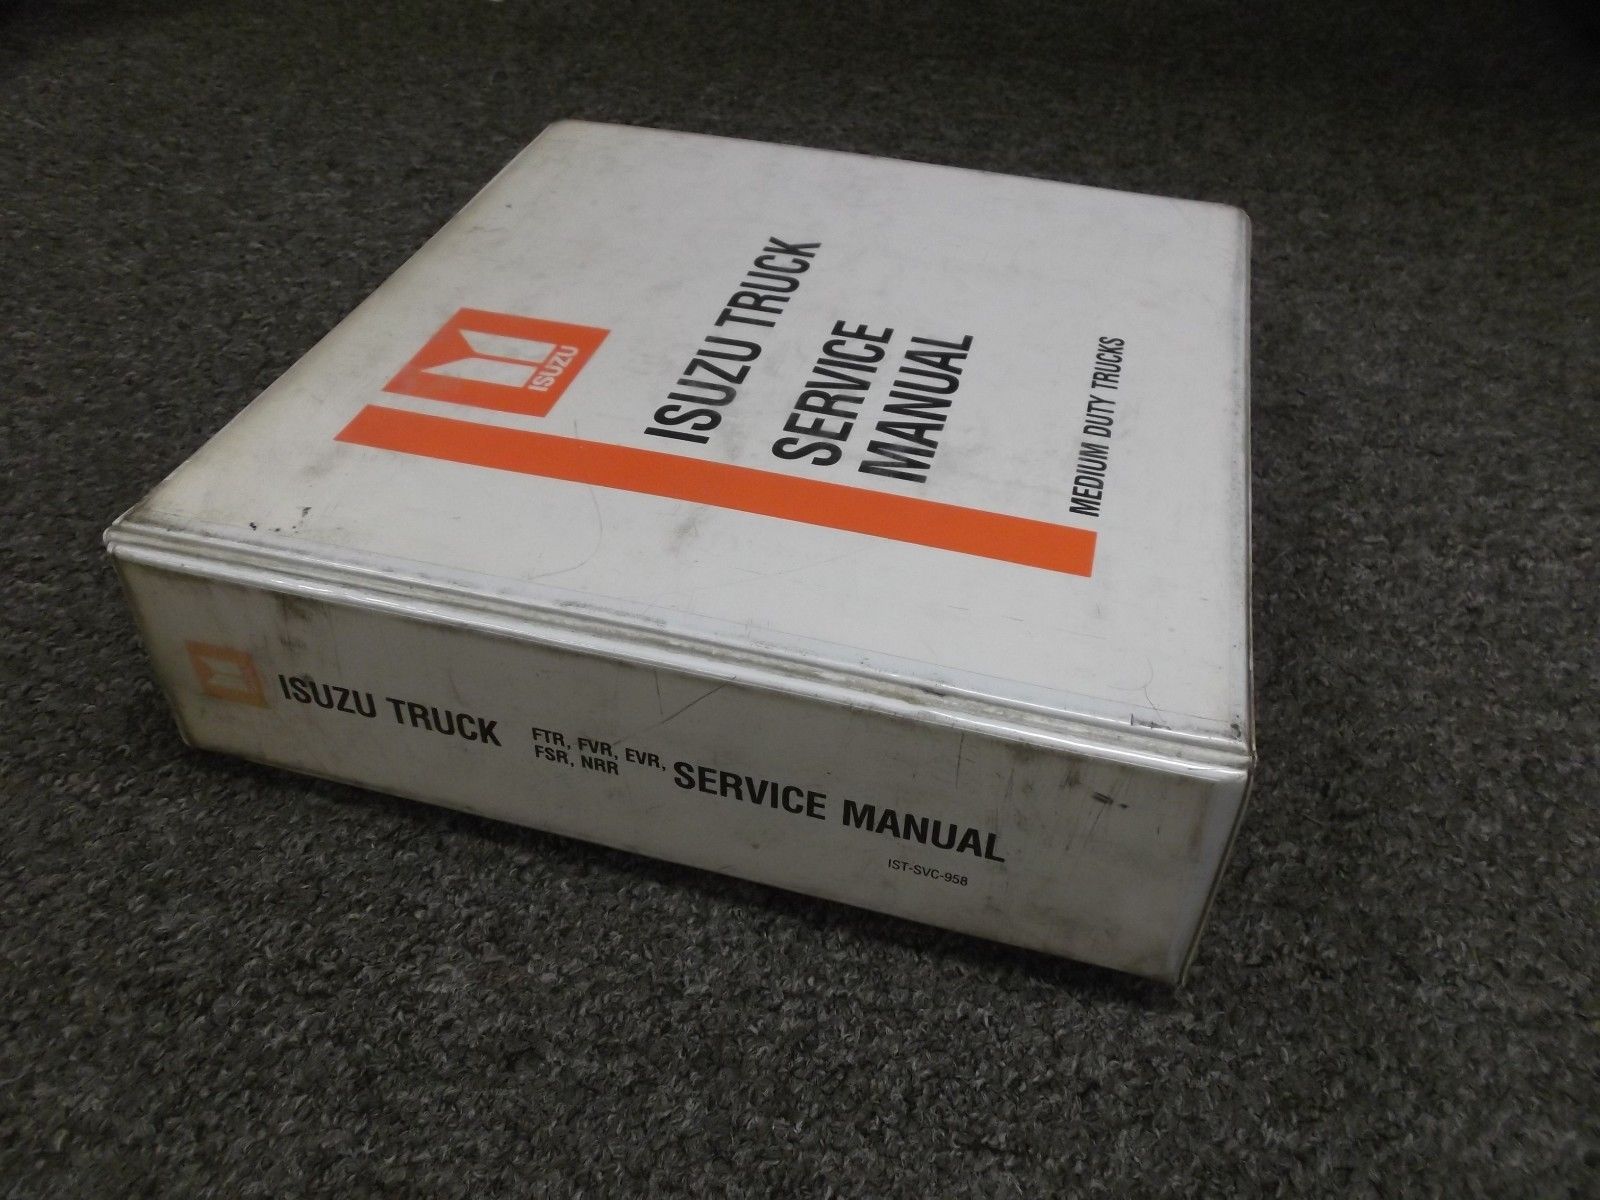 ISUZU
ISUZU TRUCK
SERVICE
MANUAL
MEDIUM DUTY TRUCKS
ISUZU TRUCK
FTR, FVR, EVR,
FSR, NRR
SERVICE MANUAL
IST-SVC-958